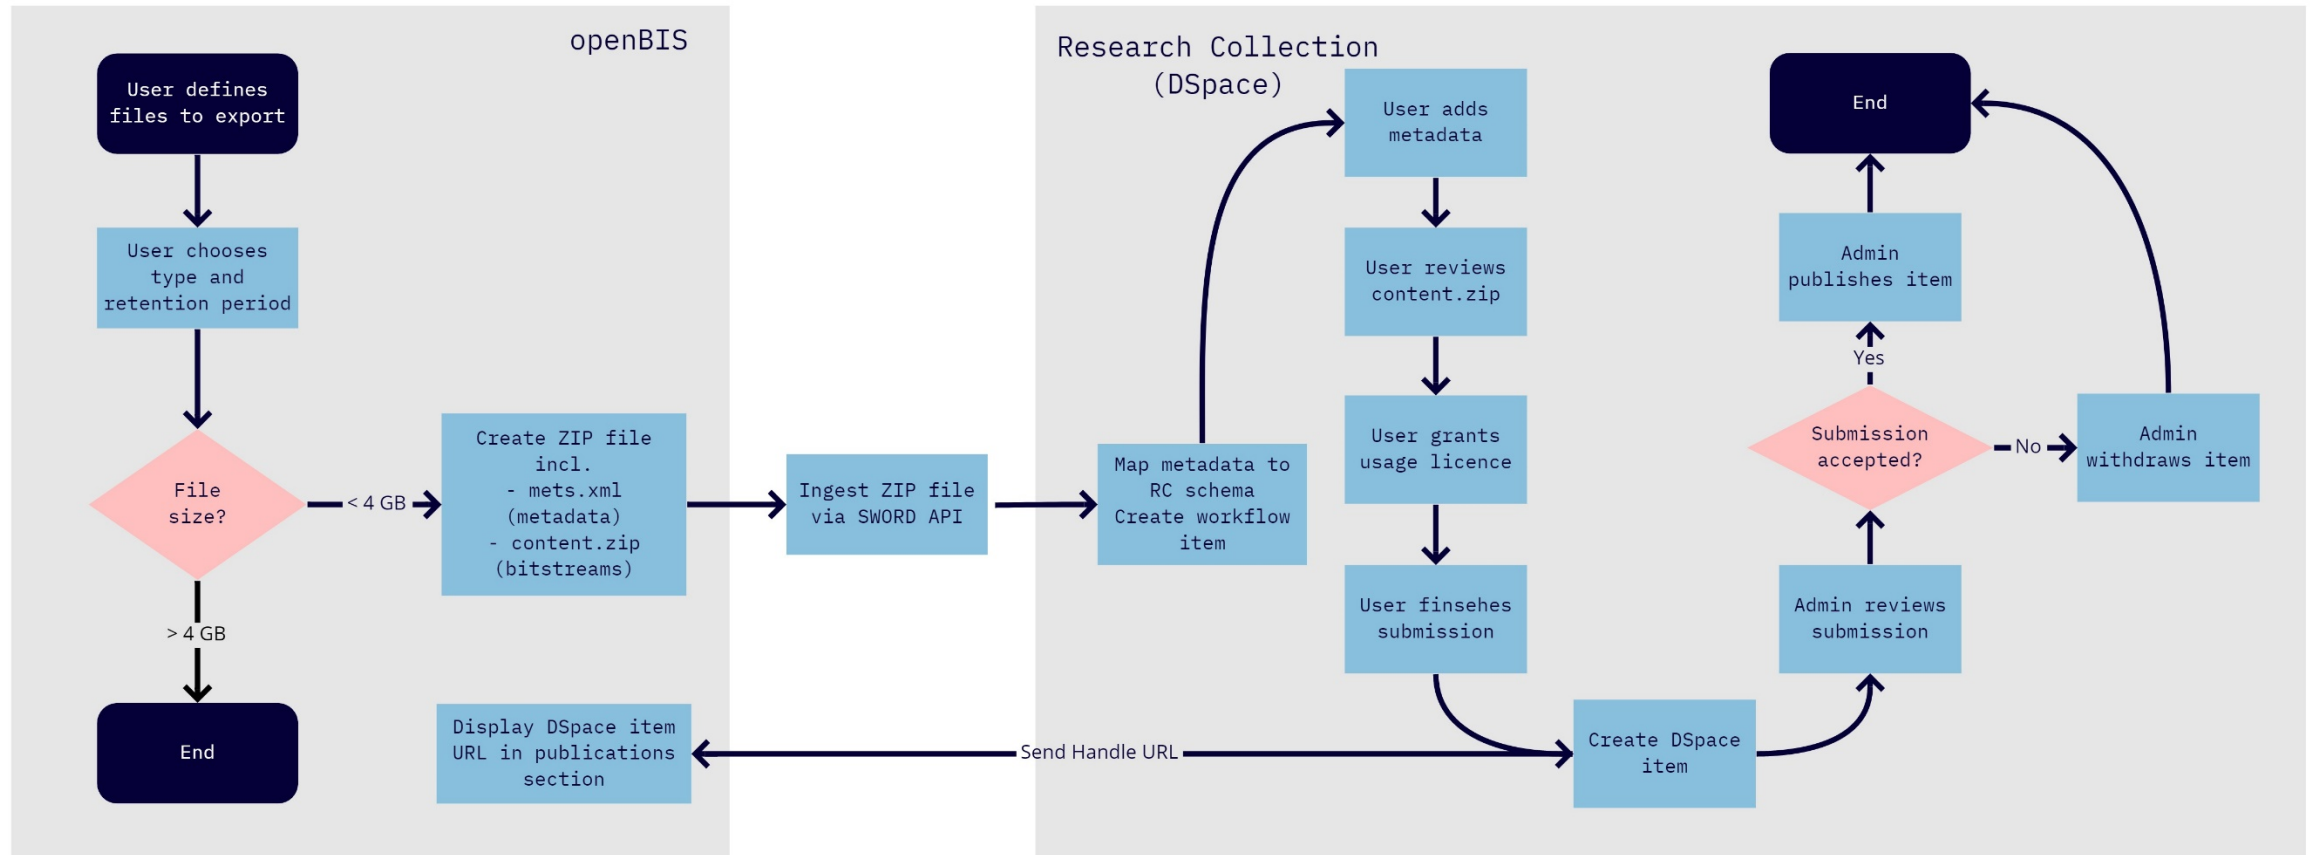 openBIS
User defines
files to export
User chooses
type and
retention period
File
size?
< 4 GB
> 4 GB
End
Create ZIP file
incl.
- mets.xml
(metadata)
- content.zip
(bitstreams)
Display DSpace item
URL in publications
section
Ingest ZIP file
via SWORD API
Send Handle URL
Research Collection
(DSpace)
Map metadata to
RC schema
Create workflow
item
User adds
metadata
User reviews
content.zip
User grants
usage licence
User finsehes
submission
Create DSpace
item
Admin reviews
submission
Submission
accepted?
Yes
No
Admin
publishes item
Admin
withdraws item
End